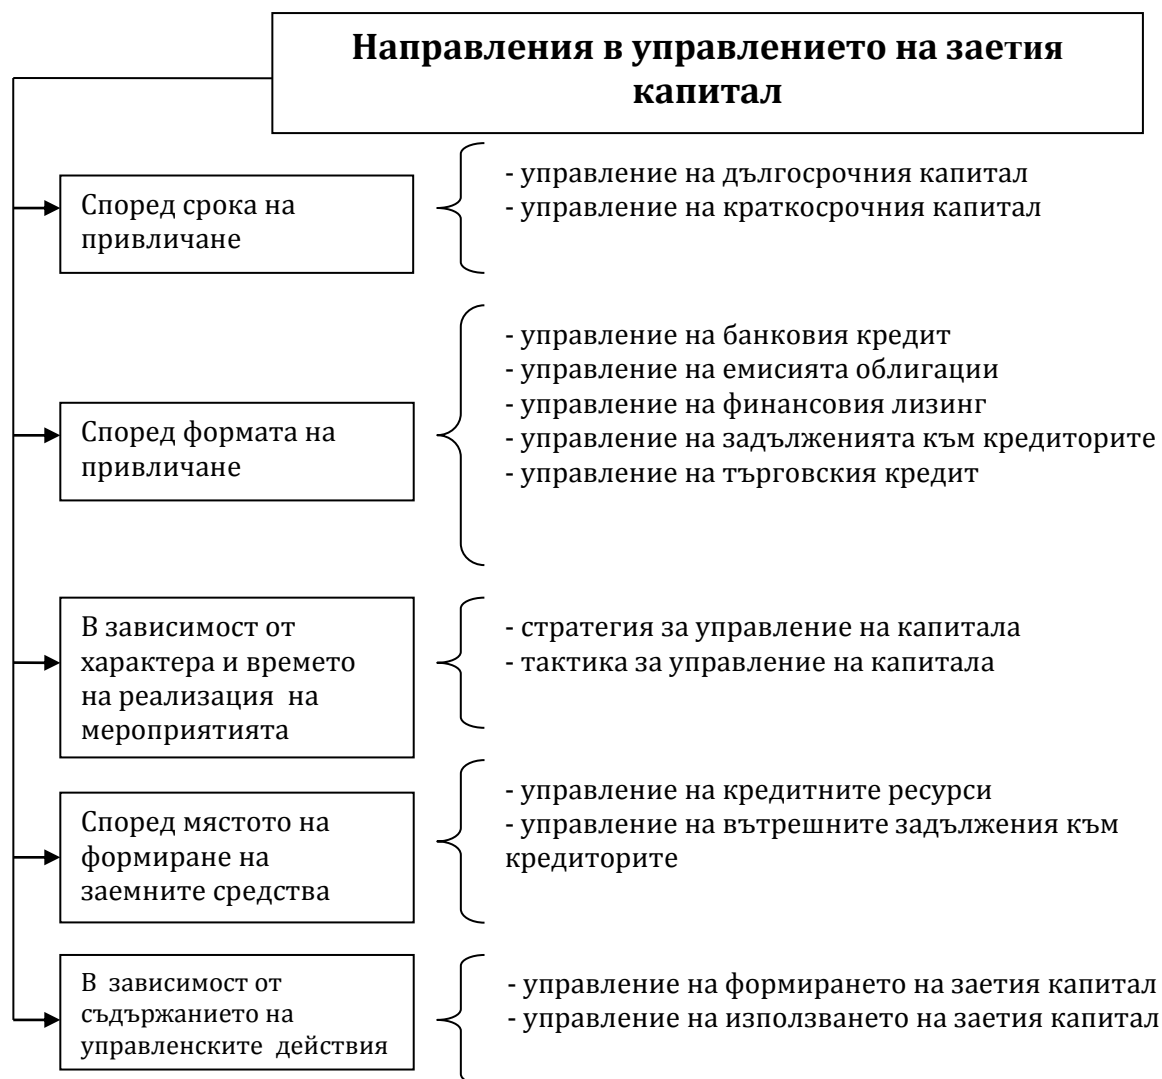 Направления в управлението на заетия
капитал
Според срока на
привличане
- управление на дългосрочния капитал
- управление на краткосрочния капитал
Според формата на
привличане
- управление на банковия кредит
- управление на емисията облигации
- управление на финансовия лизинг
- управление на задълженията към кредиторите
- управление на търговския кредит
В зависимост от
характера и времето
на реализация на
мероприятията
- стратегия за управление на капитала
- тактика за управление на капитала
Според мястото на
формиране на
заемните средства
- управление на кредитните ресурси
- управление на вътрешните задължения към
кредиторите
В зависимост от
съдържанието на
управленските действия
- управление на формирането на заетия капитал
- управление на използването на заетия капитал